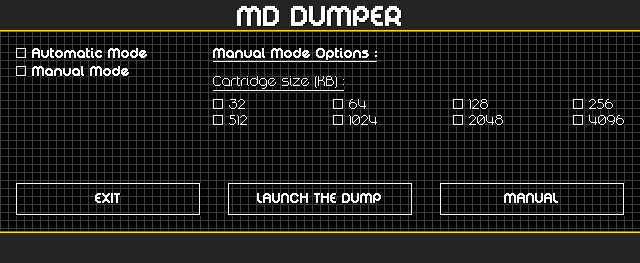 MD DUMPER
Automatic Mode
Manual Mode
Manual Mode Options :
Cartridge size (KB) :
32 64 128 256
512 1024 2048 4096
EXIT LAUNCH THE DUMP MANUAL